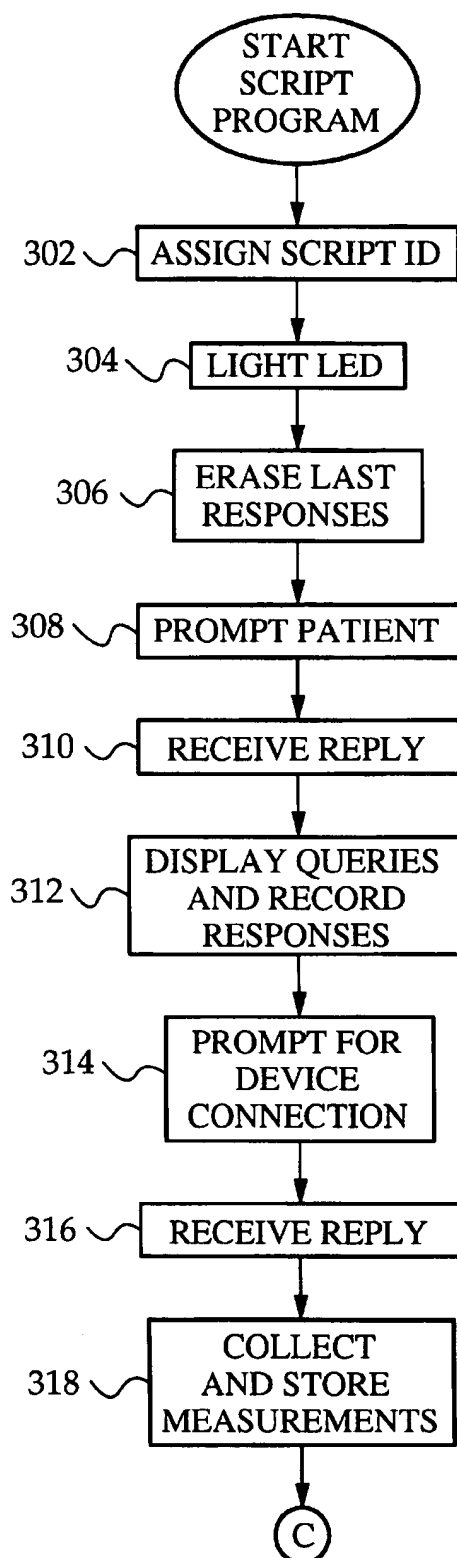 START
SCRIPT
PROGRAM
302 ASSIGN SCRIPT ID
304 LIGHT LED
306 ERASE LAST
RESPONSES
308 PROMPT PATIENT
310 RECEIVE REPLY
312 DISPLAY QUERIES
AND RECORD
RESPONSES
314 PROMPT FOR
DEVICE
CONNECTION
316 RECEIVE REPLY
318 COLLECT
AND STORE
MEASUREMENTS
C